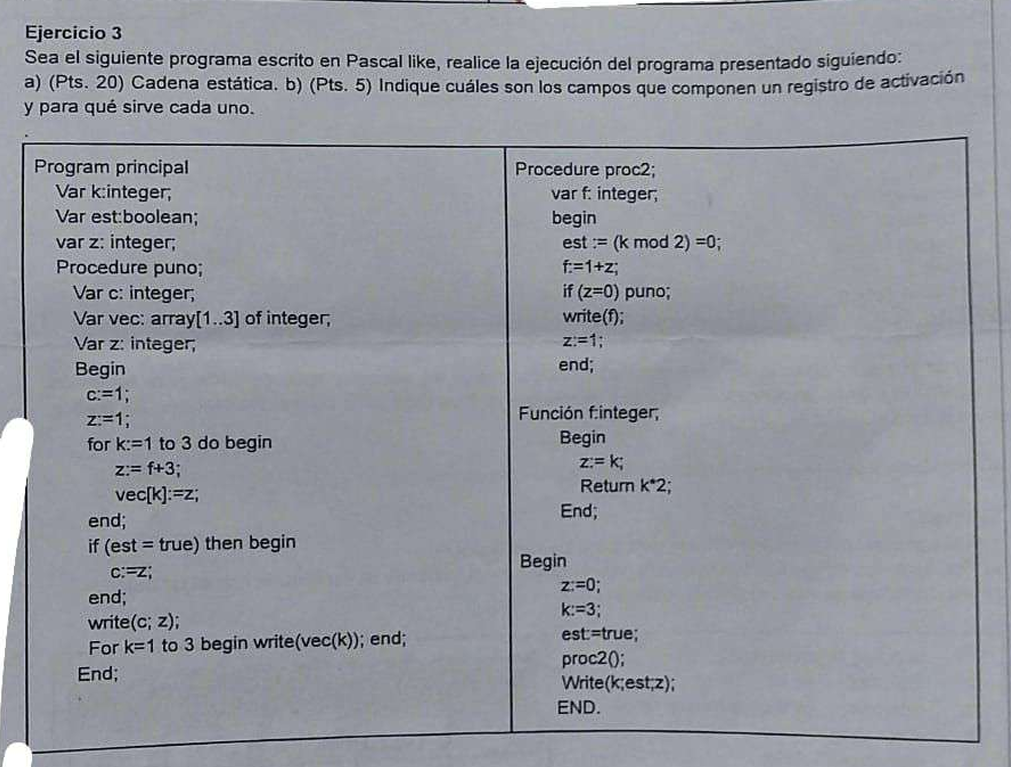 Ejercicio 3
Sea el siguiente programa escrito en Pascal like, realice la ejecución del programa presentado siguiendo:
a) (Pts. 20) Cadena estática. b) (Pts. 5) Indique cuáles son los campos que componen un registro de activación
y para qué sirve cada uno.
Program principal
Var k:integer;
Var est:boolean;
var z: integer;
Procedure puno;
Var c: integer;
Var vec: array[1..3] of integer;
Var z: integer;
Begin
c:=1;
z:=1;
for k:=1 to 3 do begin
z:= f+3;
vec[k]:=z;
end;
if (est = true) then begin
c:=z;
end;
write(c; z);
For k=1 to 3 begin write(vec(k)); end;
End;
Procedure proc2;
var f: integer;
begin
est := (k mod 2) =0;
f:=1+z;
if (z=0) puno;
write(f);
z:=1;
end;
Función f:integer;
Begin
z:= k;
Return k*2;
End;
Begin
z:=0;
k:=3;
est:=true;
proc2();
Write(k;est;z);
END.